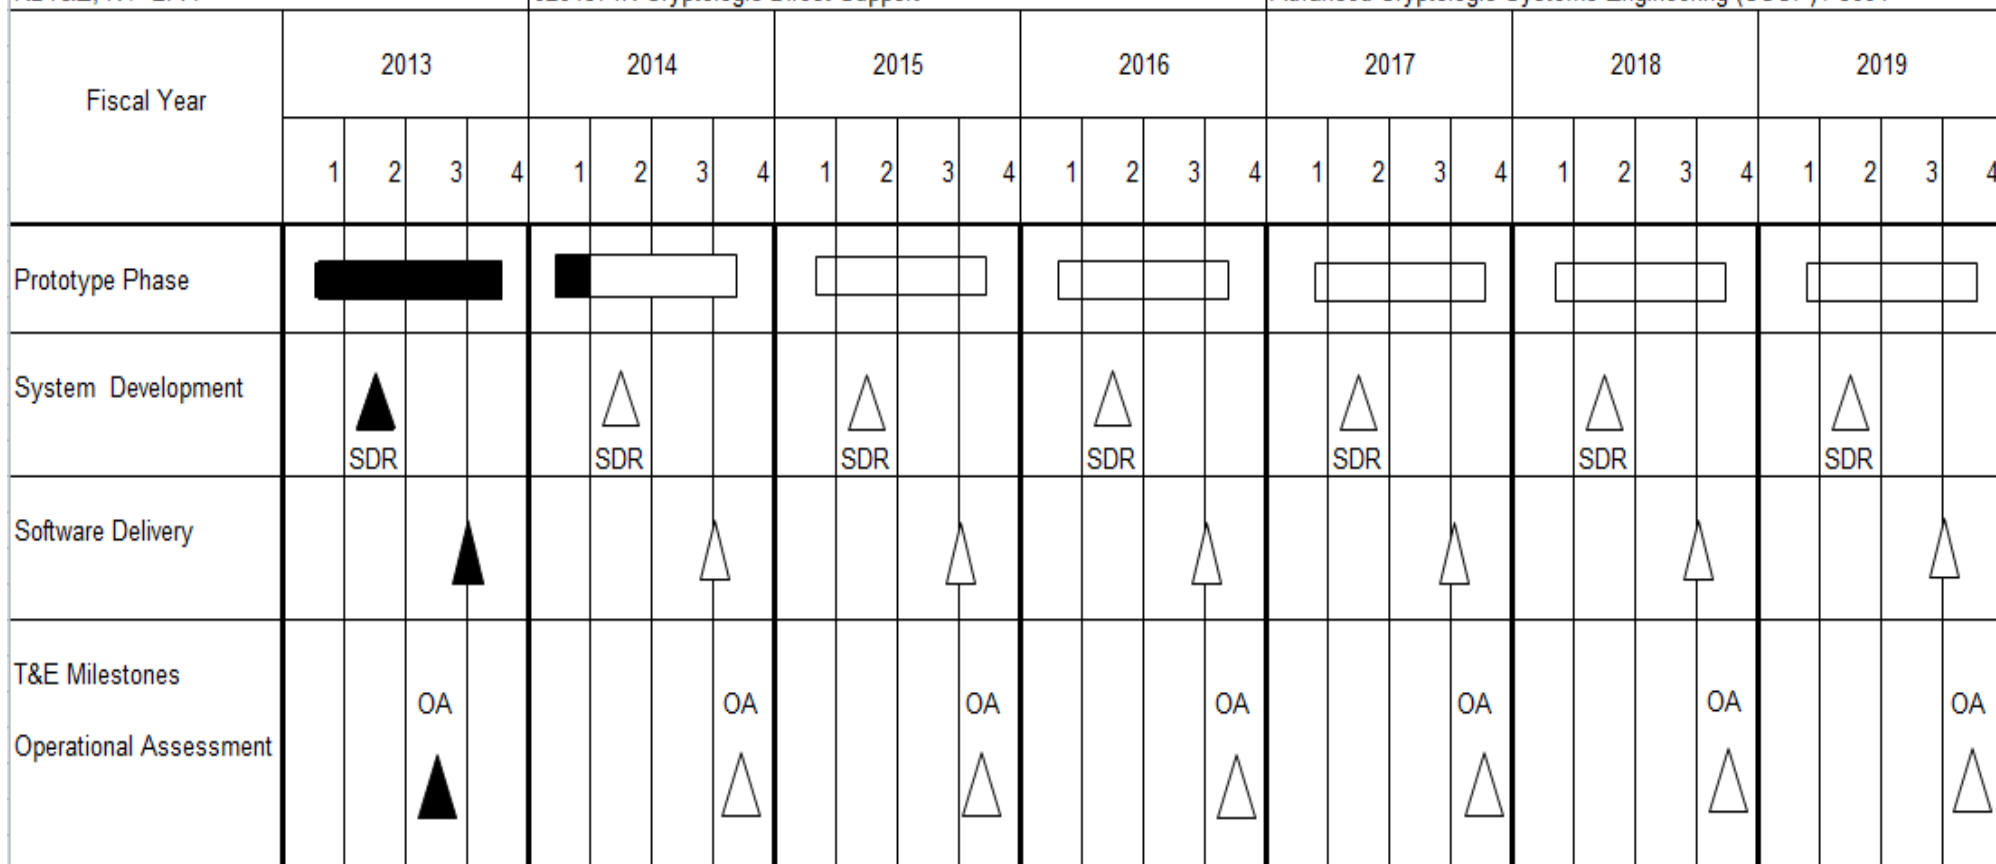 Fiscal Year
2013 2014 2015 2016 2017 2018 2019
1 2 3 4 1 2 3 4 1 2 3 4 1 2 3 4 1 2 3 4 1 2 3 4 1 2 3 4
Prototype Phase
System Development
SDR SDR SDR SDR SDR SDR SDR
Software Delivery
T&E Milestones
OA OA OA OA OA OA OA
Operational Assessment